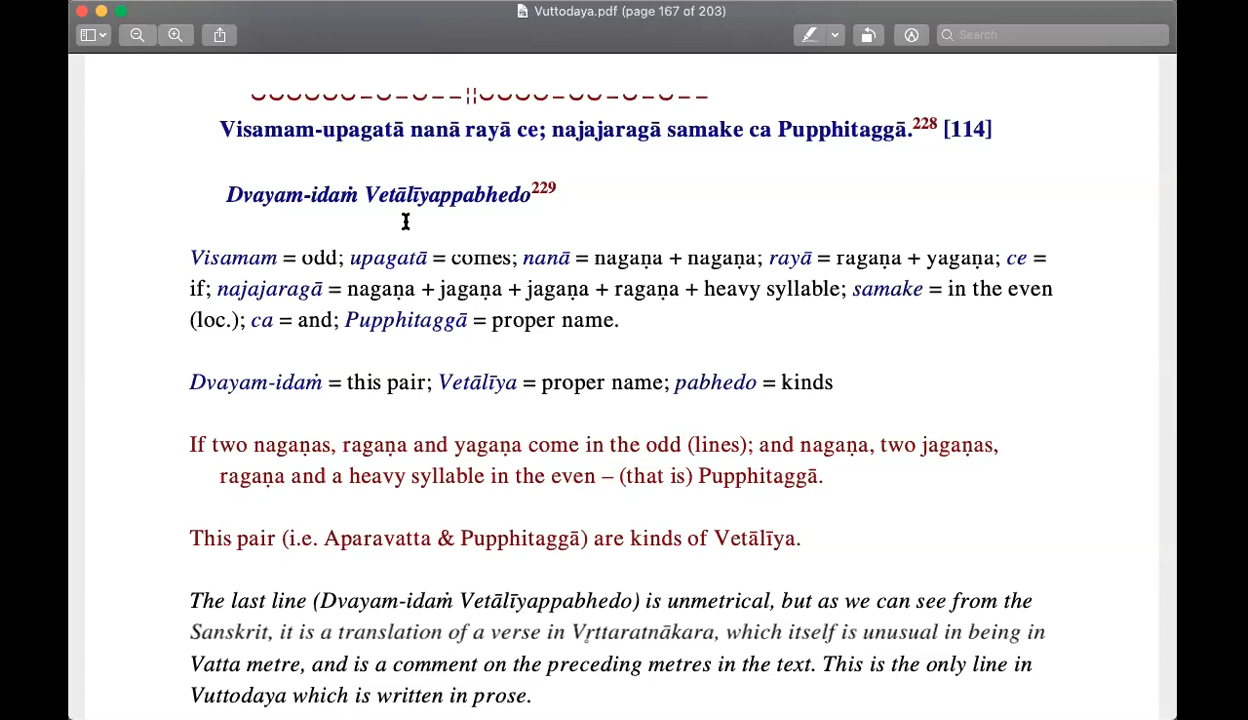 Vuttodaya.pdf (page 167 of 203)
Search
⏑⏑⏑⏑⏑⏑–⏑–⏑––¦¦⏑⏑⏑⏑–⏑⏑–⏑–⏑––
Visamam-upagatā nanā rayā ce; najajaragā samake ca Pupphitaggā.228 [114]
Dvayam-idaṁ Vetālīyappabhedo229
Visamam = odd; upagatā = comes; nanā = nagaṇa + nagaṇa; rayā = ragaṇa + yagaṇa; ce =
if; najajaragā = nagaṇa + jagaṇa + jagaṇa + ragaṇa + heavy syllable; samake = in the even
(loc.); ca = and; Pupphitaggā = proper name.
Dvayam-idaṁ = this pair; Vetālīya = proper name; pabhedo = kinds
If two nagaṇas, ragaṇa and yagaṇa come in the odd (lines); and nagaṇa, two jagaṇas,
ragaṇa and a heavy syllable in the even – (that is) Pupphitaggā.
This pair (i.e. Aparavatta & Pupphitaggā) are kinds of Vetālīya.
The last line (Dvayam-idaṁ Vetālīyappabhedo) is unmetrical, but as we can see from the
Sanskrit, it is a translation of a verse in Vṛttaratnākara, which itself is unusual in being in
Vatta metre, and is a comment on the preceding metres in the text. This is the only line in
Vuttodaya which is written in prose.